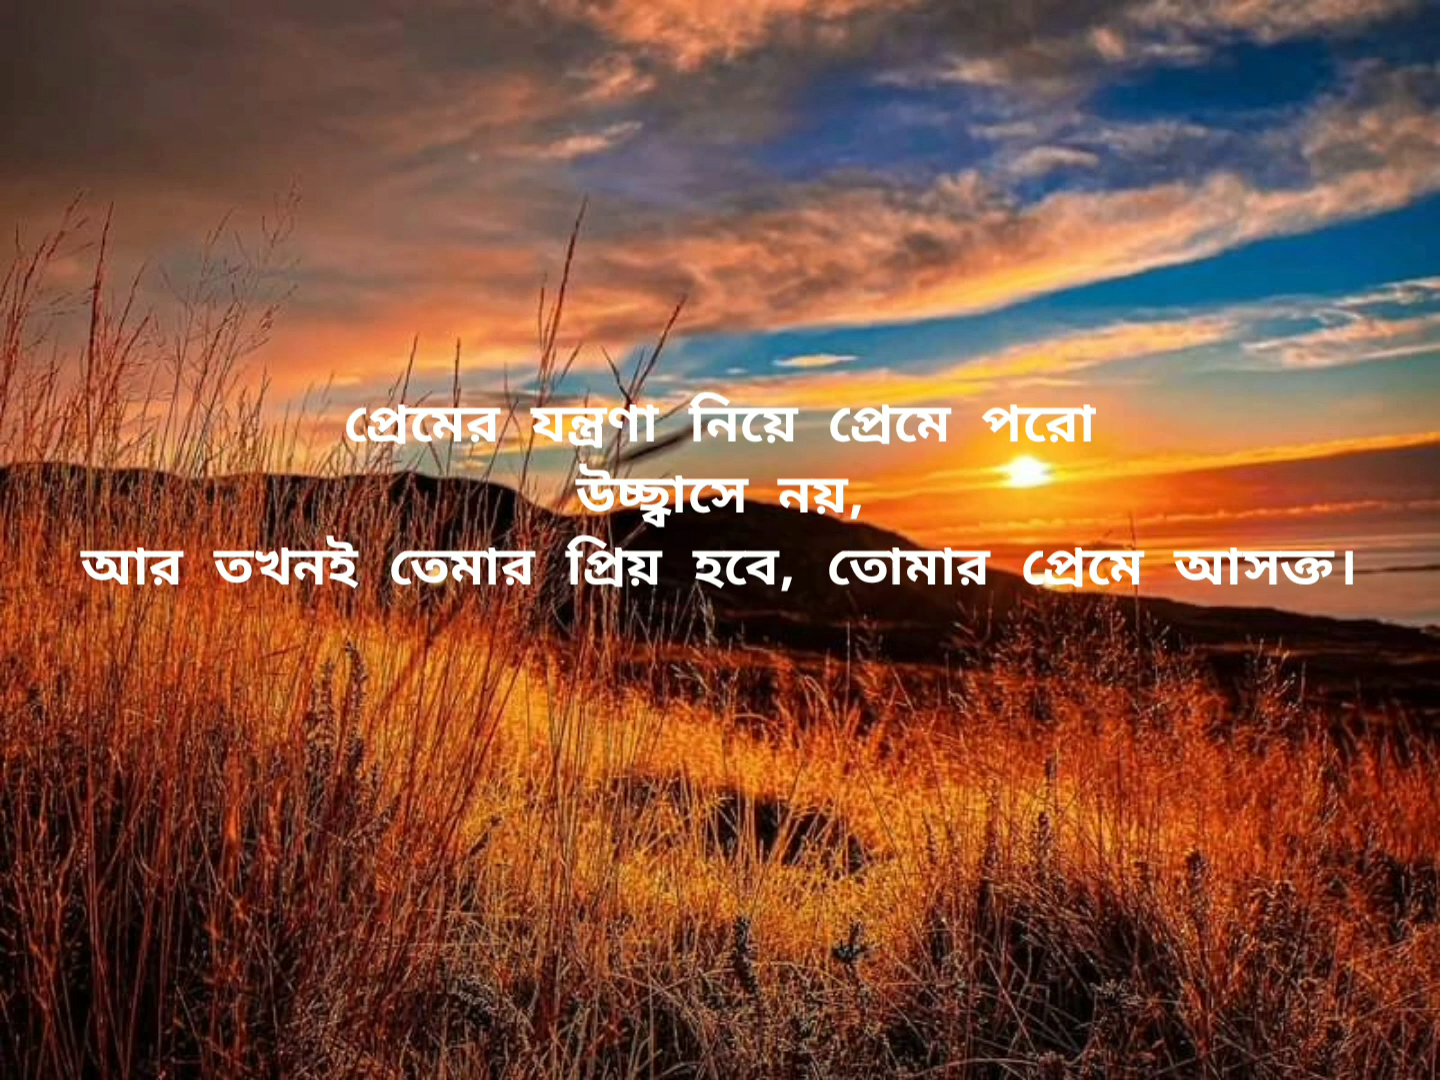 প্রেমের যন্ত্রণা নিয়ে প্রেমে পরো
উচ্ছ্বাসে নয়,
আর তখনই তেমার প্রিয় হবে, তোমার প্রেমে আসক্ত।